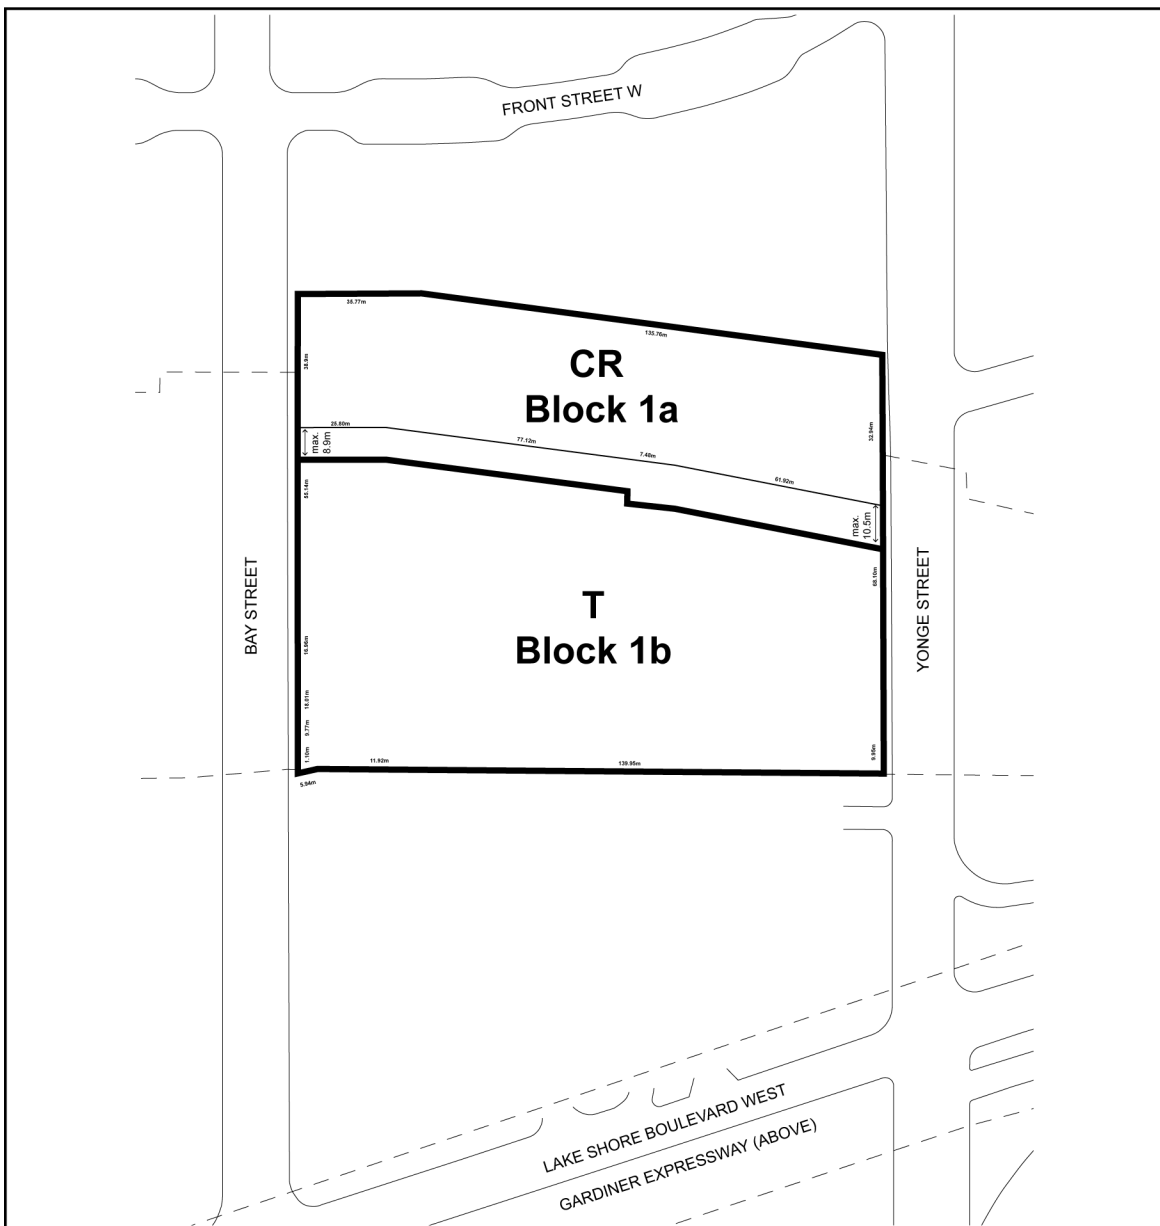 FRONT STREET W
35.77m
135.76m
38.9m
CR
Block 1a
32.94m
25.80m
77.12m
7.48m
61.92m
max.
8.9m
max.
10.5m
55.14m
68.10m
BAY STREET
YONGE STREET
T
Block 1b
16.96m
18.01m
9.77m
1.10m
5.94m
11.92m
139.95m
9.95m
LAKE SHORE BOULEVARD WEST
GARDINER EXPRESSWAY (ABOVE)